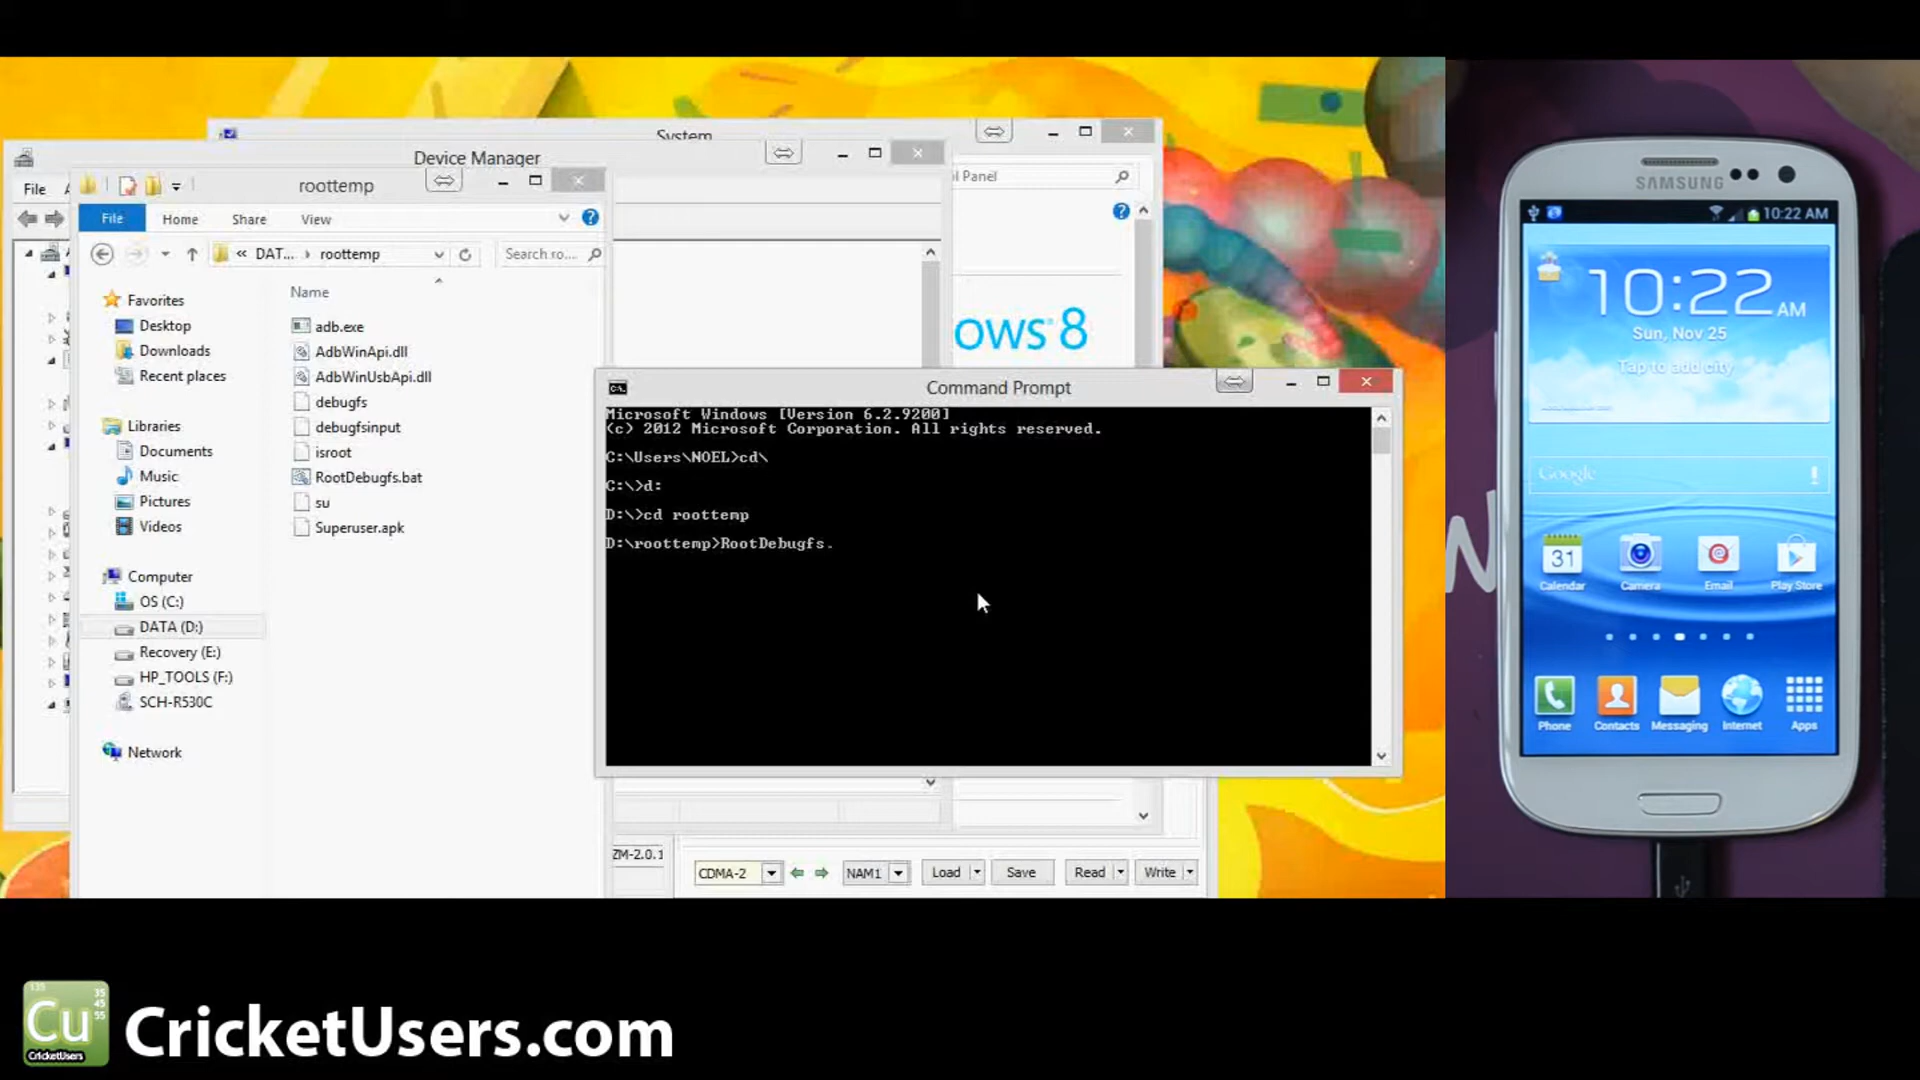 System
Device Manager
roottemp
File
File
Home
Share
View
l Panel
« DAT... › roottemp
Search ro...
Name
Favorites
Desktop
Downloads
Recent places
Libraries
Documents
Music
Pictures
Videos
Computer
OS (C:)
DATA (D:)
Recovery (E:)
HP_TOOLS (F:)
SCH-R530C
Network
adb.exe
AdbWinApi.dll
AdbWinUsbApi.dll
debugfs
debugfsinput
isroot
RootDebugfs.bat
su
Superuser.apk
ows 8
Command Prompt
Microsoft Windows [Version 6.2.9200]
(c) 2012 Microsoft Corporation. All rights reserved.
C:\Users\NOEL>cd\
C:\>d:
D:\>cd roottemp
D:\roottemp>RootDebugfs.
ZM-2.0.1
CDMA-2
NAM1
Load
Save
Read
Write
SAMSUNG
10:22 AM
10:22 AM
Sun, Nov 25
Tap to add city
Google
31
Calendar
Camera
Email
Play Store
Phone
Contacts
Messaging
Internet
Apps
135
35
45
55
Cu
CricketUsers
CricketUsers.com